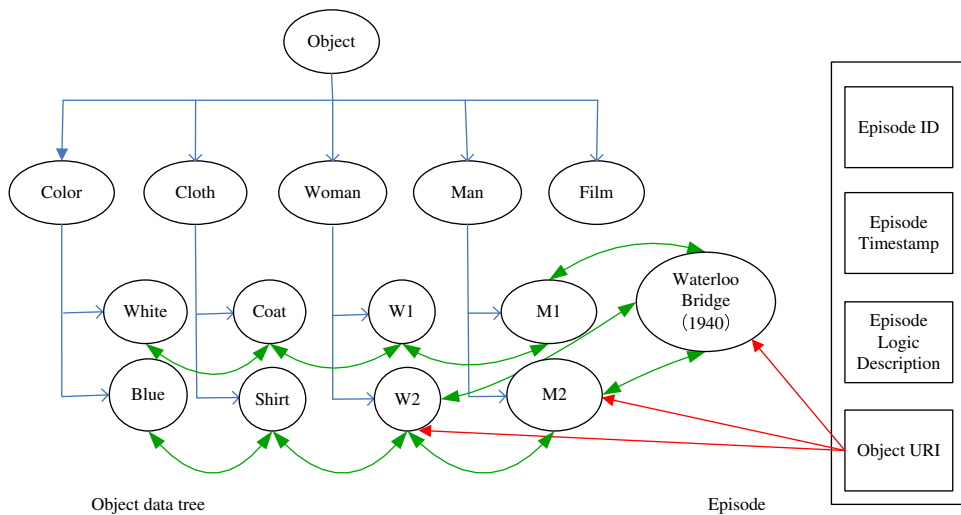 Object
Color
Cloth
Woman
Man
Film
Episode ID
Episode
Timestamp
White
Coat
W1
M1
Waterloo
Bridge
（1940）
Episode
Logic
Description
Blue
Shirt
W2
M2
Object URI
Object data tree
Episode